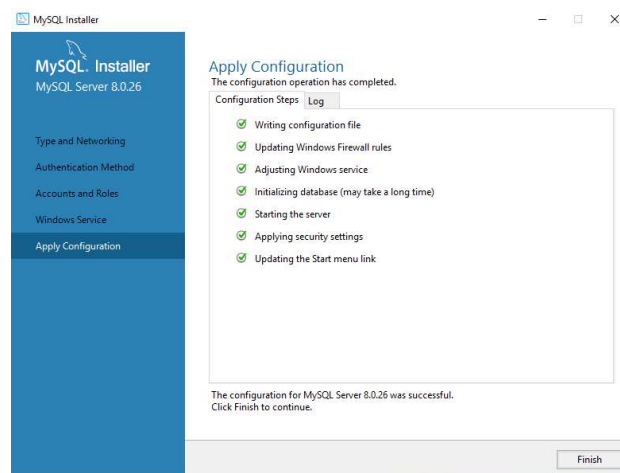 MySQL Installer
MySQL. Installer
MySQL Server 8.0.26
Type and Networking
Authentication Method
Accounts and Roles
Windows Service
Apply Configuration
Apply Configuration
The configuration operation has completed.
Configuration Steps Log
Writing configuration file
Updating Windows Firewall rules
Adjusting Windows service
Initializing database (may take a long time)
Starting the server
Applying security settings
Updating the Start menu link
The configuration for MySQL Server 8.0.26 was successful.
Click Finish to continue.
Finish